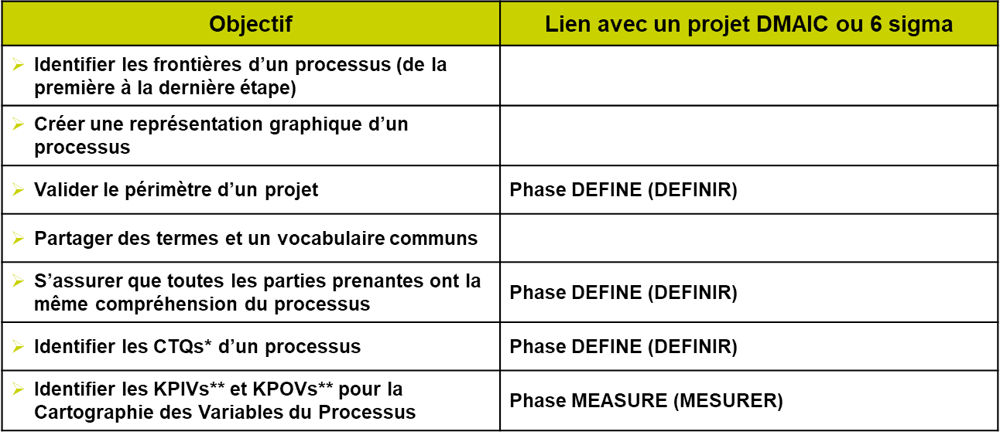 Objectif
Lien avec un projet DMAIC ou 6 sigma
Identifier les frontières d’un processus (de la
première à la dernière étape)
Créer une représentation graphique d’un
processus
Valider le périmètre d’un projet
Phase DEFINE (DEFINIR)
Partager des termes et un vocabulaire communs
S’assurer que toutes les parties prenantes ont la
même compréhension du processus
Phase DEFINE (DEFINIR)
Identifier les CTQs* d’un processus
Phase DEFINE (DEFINIR)
Identifier les KPIVs** et KPOVs** pour la
Cartographie des Variables du Processus
Phase MEASURE (MESURER)